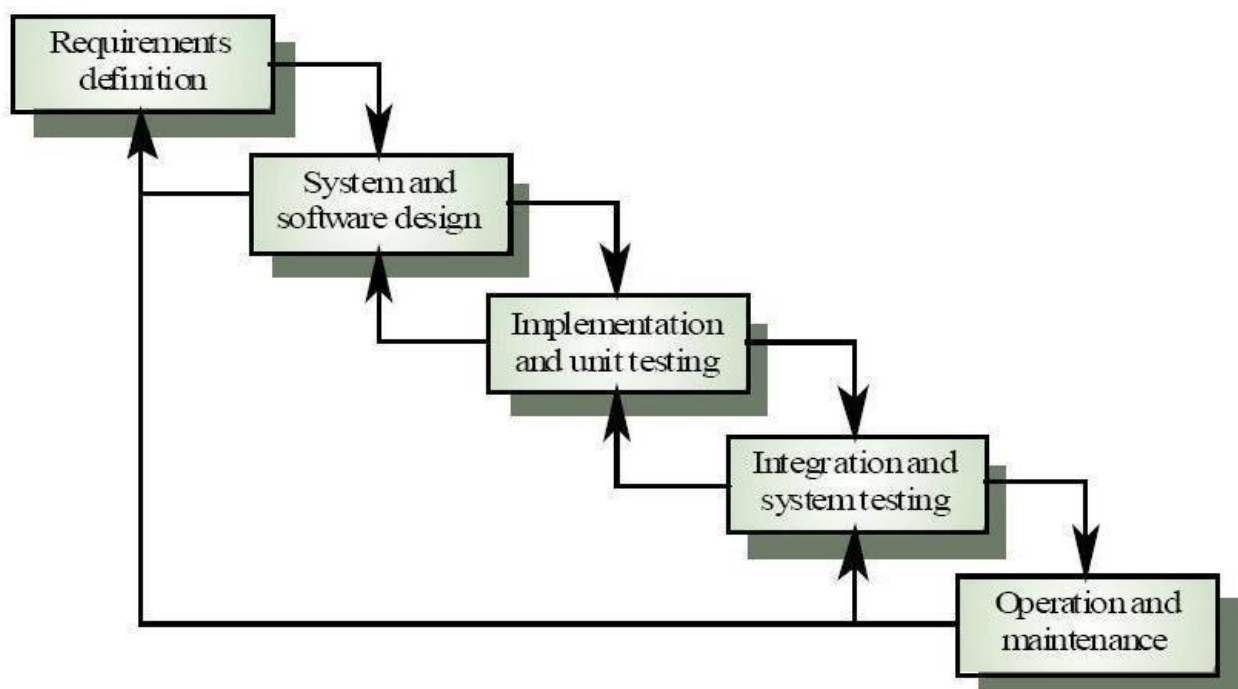 Requirements
definition
System and
software design
Implementation
and unit testing
Integration and
system testing
Operation and
maintenance